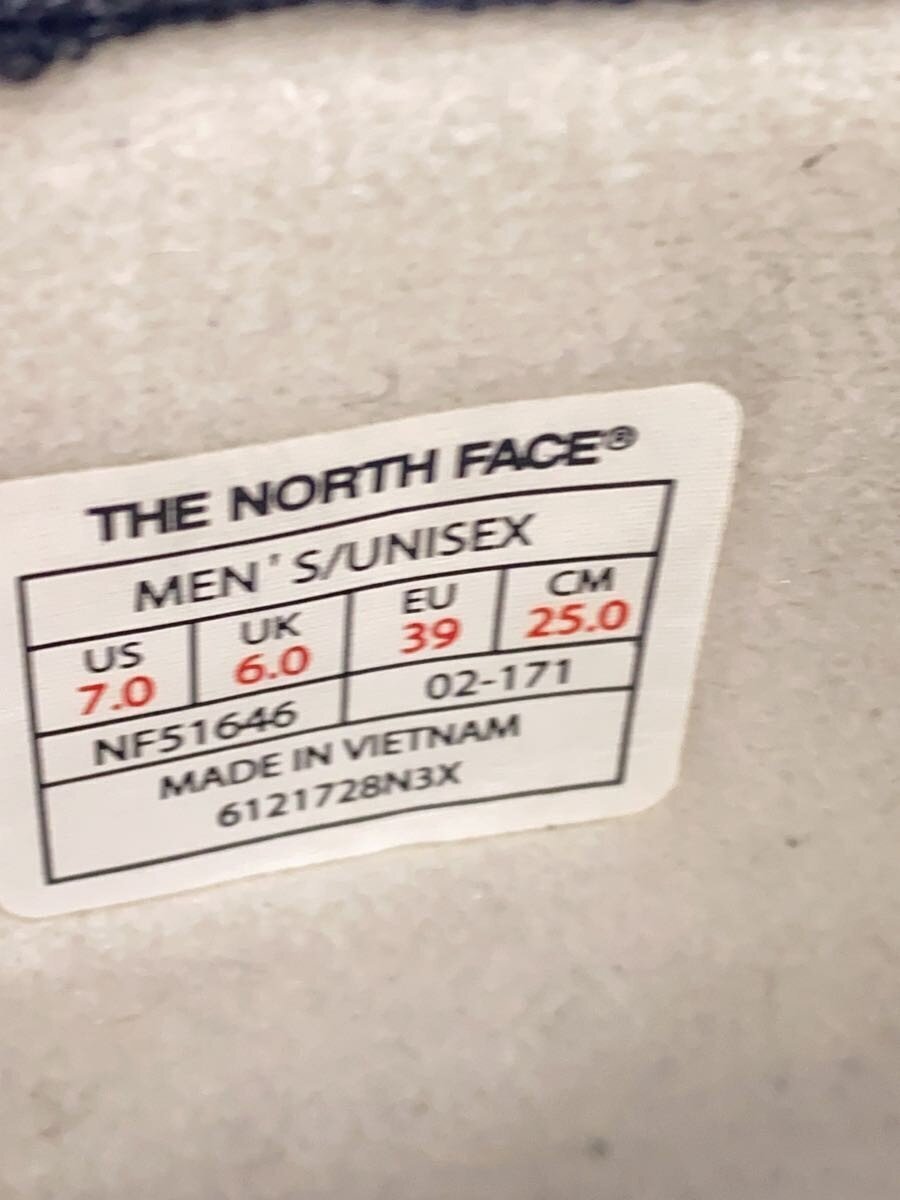 THE NORTH FACE®
MEN'S/UNISEX
US UK EU CM
7.0 6.0 39 25.0
NF51646 02-171
MADE IN VIETNAM
6121728N3X